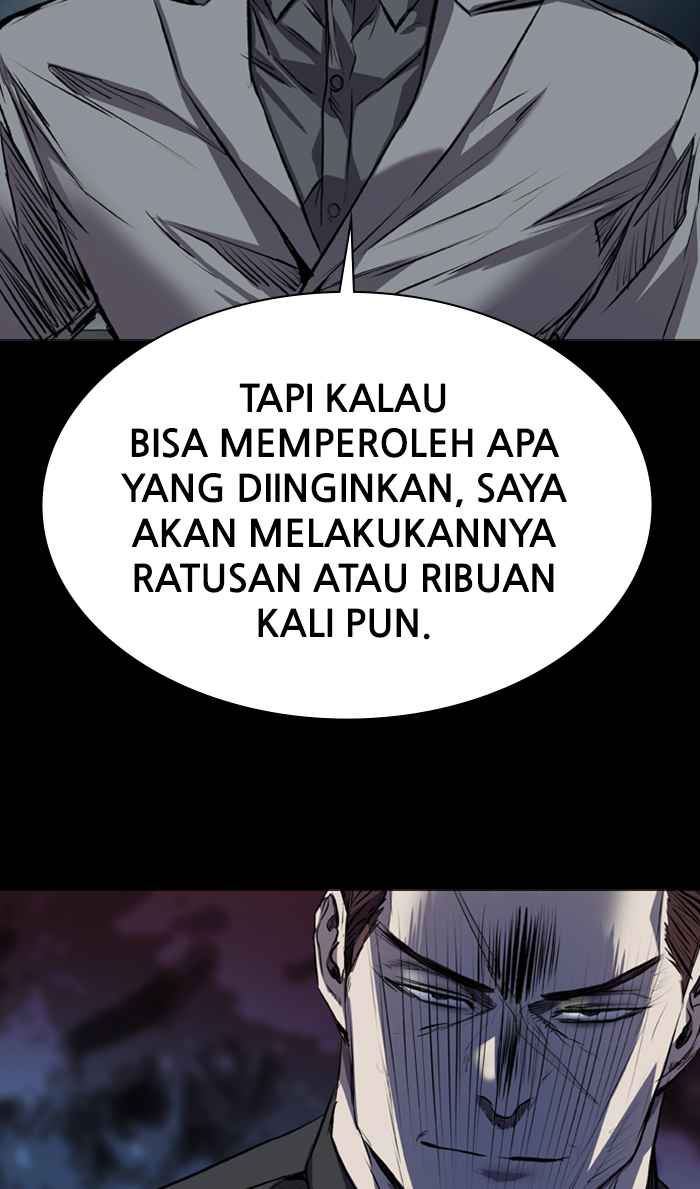 TAPI KALAU
BISA MEMPEROLEH APA
YANG DIINGINKAN, SAYA
AKAN MELAKUKANNYA
RATUSAN ATAU RIBUAN
KALI PUN.